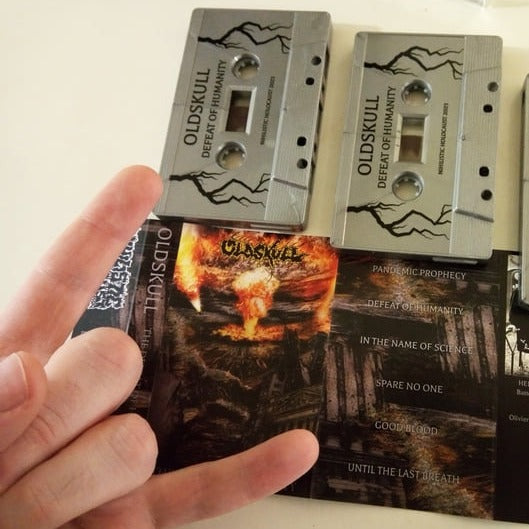 OLDSKULL
DEFEAT OF HUMANITY
NIHILISTIC HOLOCAUST 2021
OLDSKULL
DEFEAT OF HUMANITY
NIHILISTIC HOLOCAUST 2021
OLDSKULL
OLDSKULL
PANDEMIC PROPHECY
DEFEAT OF HUMANITY
IN THE NAME OF SCIENCE
SPARE NO ONE
GOOD BLOOD
UNTIL THE LAST BREATH